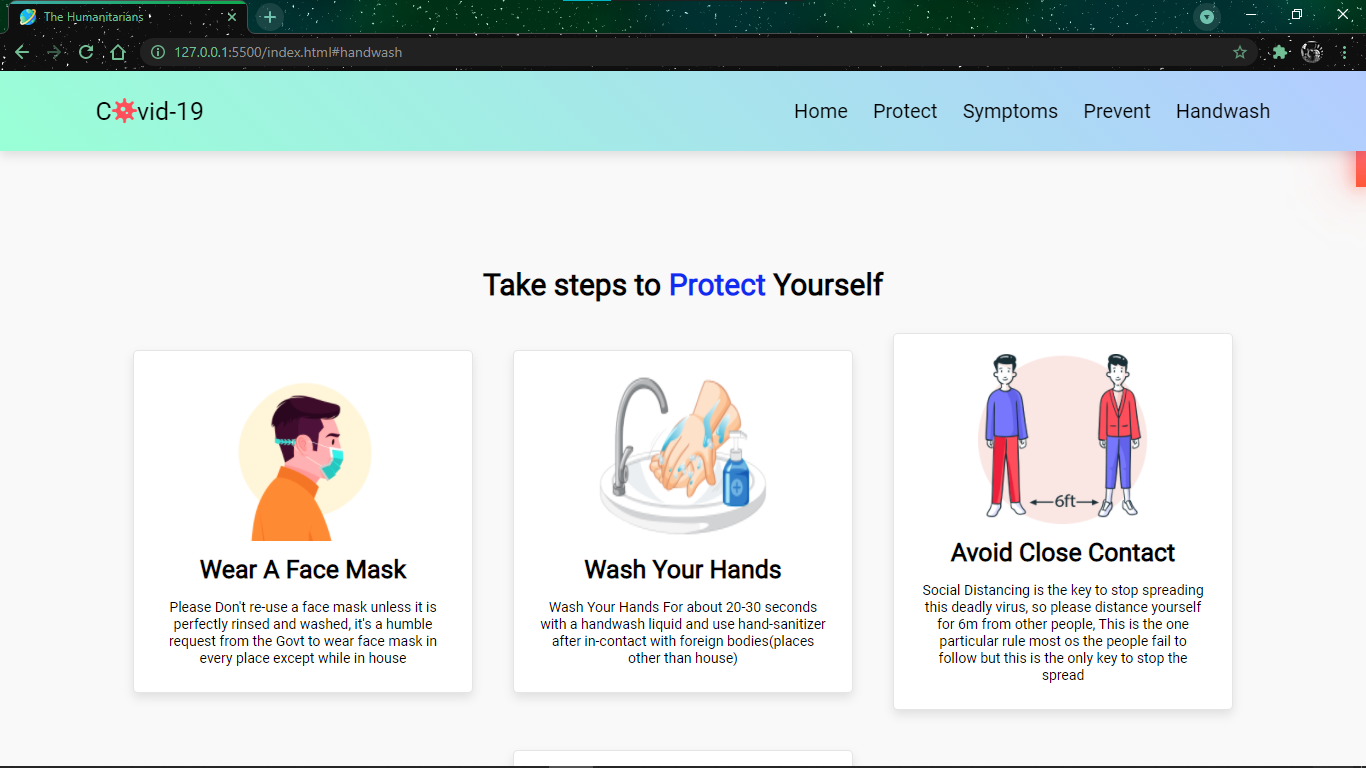 The Humanitarians
127.0.0.1:5500/index.html#handwash
C vid-19
Home Protect Symptoms Prevent Handwash
Take steps to Protect Yourself
Wear A Face Mask
Please Don't re-use a face mask unless it is
perfectly rinsed and washed, it's a humble
request from the Govt to wear face mask in
every place except while in house
Wash Your Hands
Wash Your Hands For about 20-30 seconds
with a handwash liquid and use hand-sanitizer
after in-contact with foreign bodies(places
other than house)
6ft
Avoid Close Contact
Social Distancing is the key to stop spreading
this deadly virus, so please distance yourself
for 6m from other people, This is the one
particular rule most os the people fail to
follow but this is the only key to stop the
spread